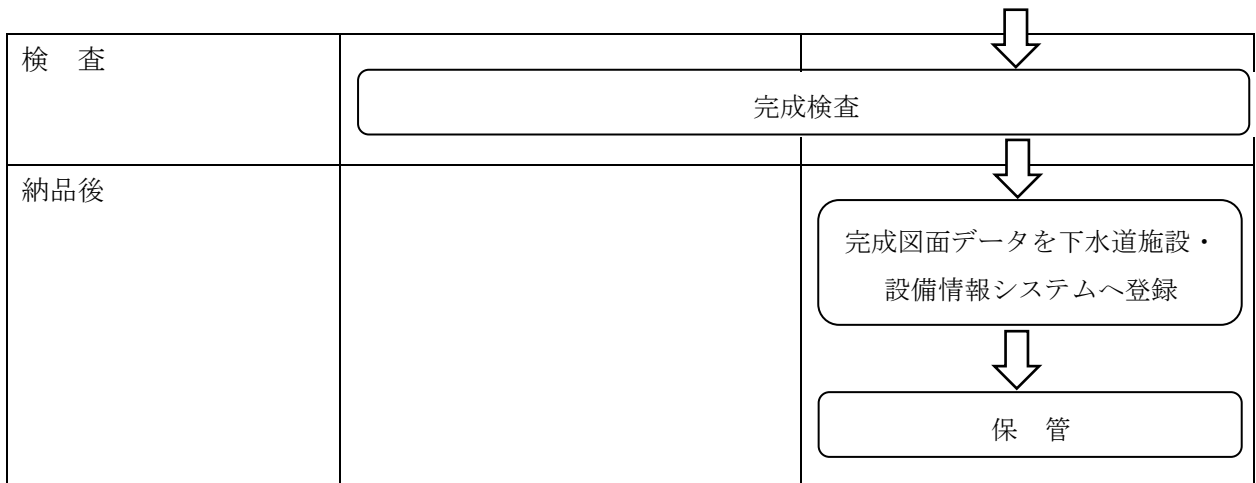 検　査
完成検査
納品後
完成図面データを下水道施設・
設備情報システムへ登録
保　管